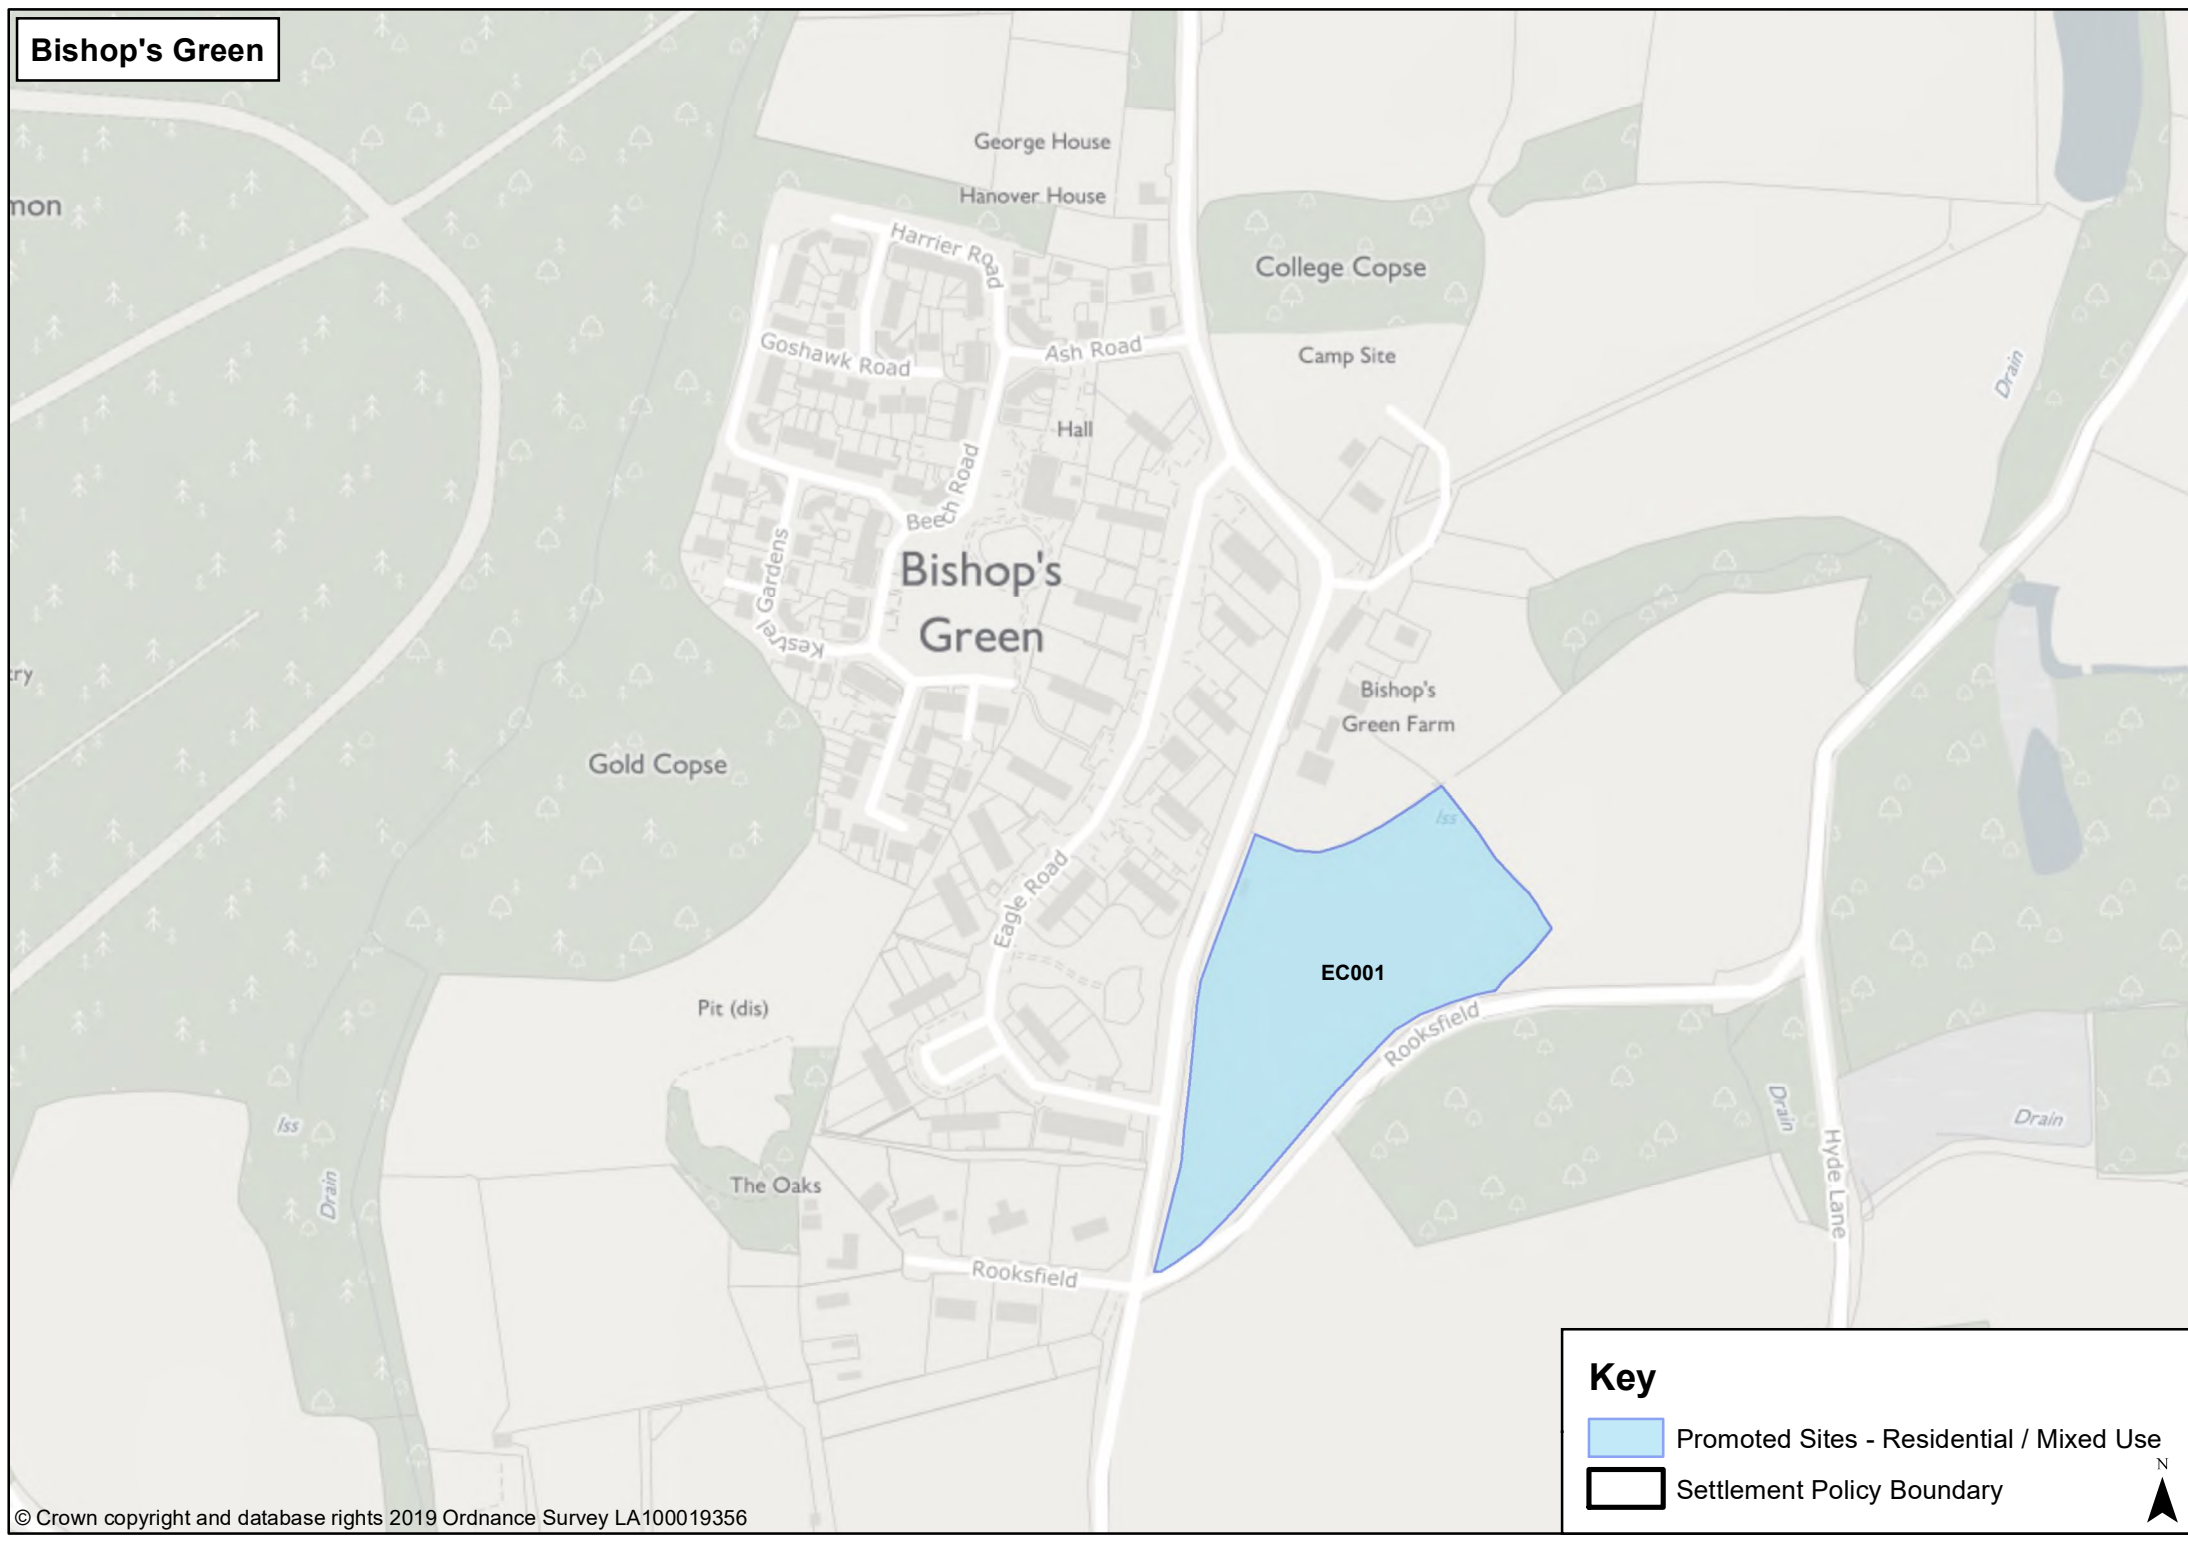 Bishop's Green
George House
Hanover House
mon
Harrier Road
College Copse
Goshawk Road
Ash Road
Camp Site
Drain
Hall
Beech Road
Bishop's
Green
Kestrel Gardens
ry
Bishop's
Green Farm
Gold Copse
Iss
Eagle Road
EC001
Pit (dis)
Rooksfield
Iss
Drain
Drain
Drain
Hyde Lane
The Oaks
Rooksfield
Key
Promoted Sites - Residential / Mixed Use
Settlement Policy Boundary
N
© Crown copyright and database rights 2019 Ordnance Survey LA100019356